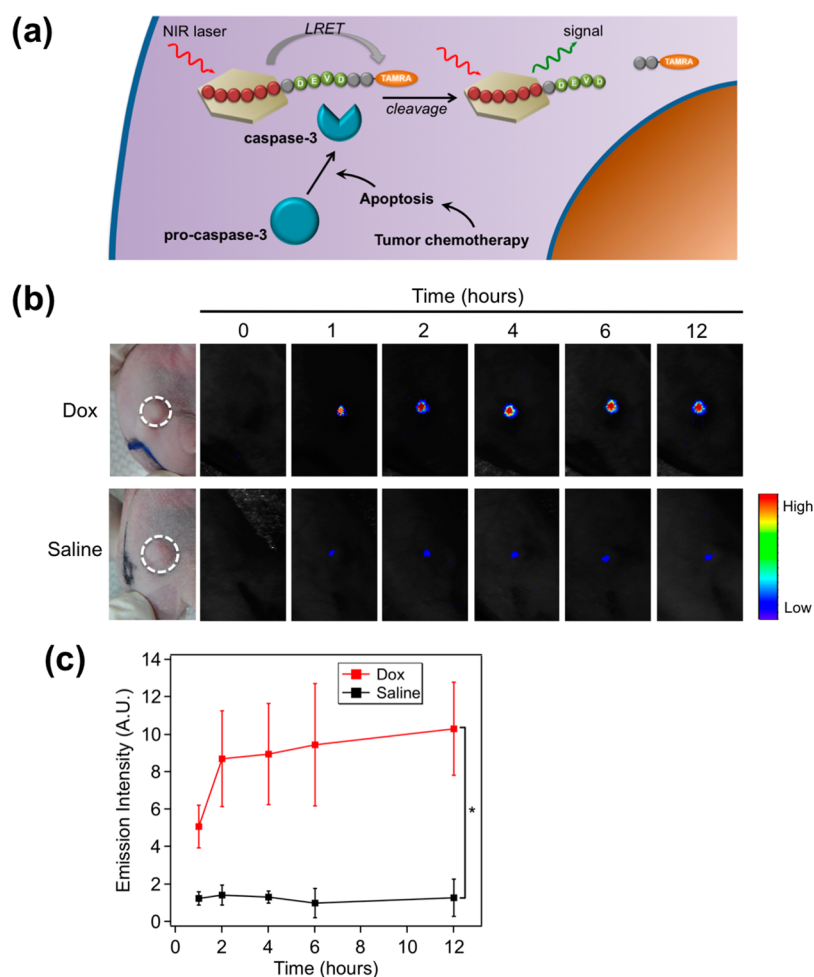 (a)
NIR laser
LRET
signal
D E V D
TAMRA
D E V D
TAMRA
cleavage
caspase-3
Apoptosis
pro-caspase-3
Tumor chemotherapy
(b)
Time (hours)
0 1 2 4 6 12
Dox
Saline
High
Low
(c)
14
12
10
8
6
4
2
0
Emission Intensity (A.U.)
Dox
Saline
*
0 2 4 6 8 10 12
Time (hours)